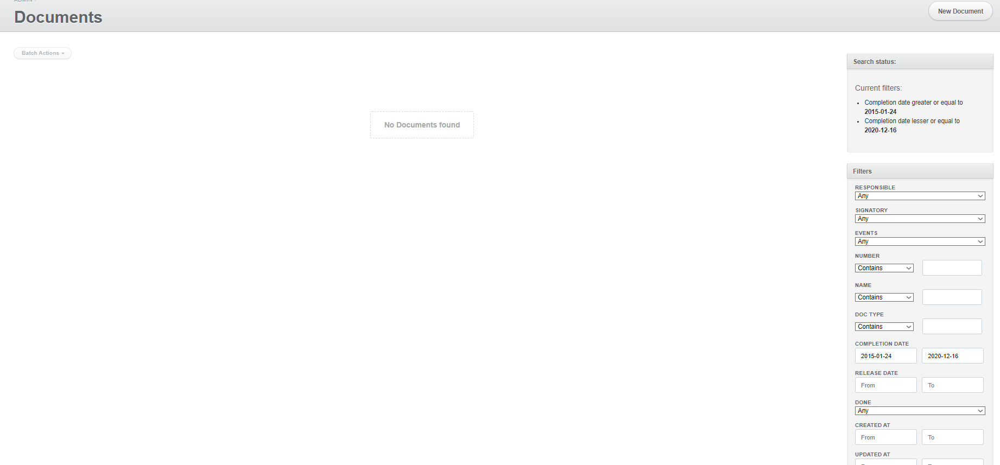 ADMIN /
Documents
New Document
Batch Actions
No Documents found
Search status:
Current filters:
Completion date greater or equal to
2015-01-24
Completion date lesser or equal to
2020-12-16
Filters
RESPONSIBLE
Any
SIGNATORY
Any
EVENTS
Any
NUMBER
Contains
NAME
Contains
DOC TYPE
Contains
COMPLETION DATE
2015-01-24 2020-12-16
RELEASE DATE
From To
DONE
Any
CREATED AT
From To
UPDATED AT